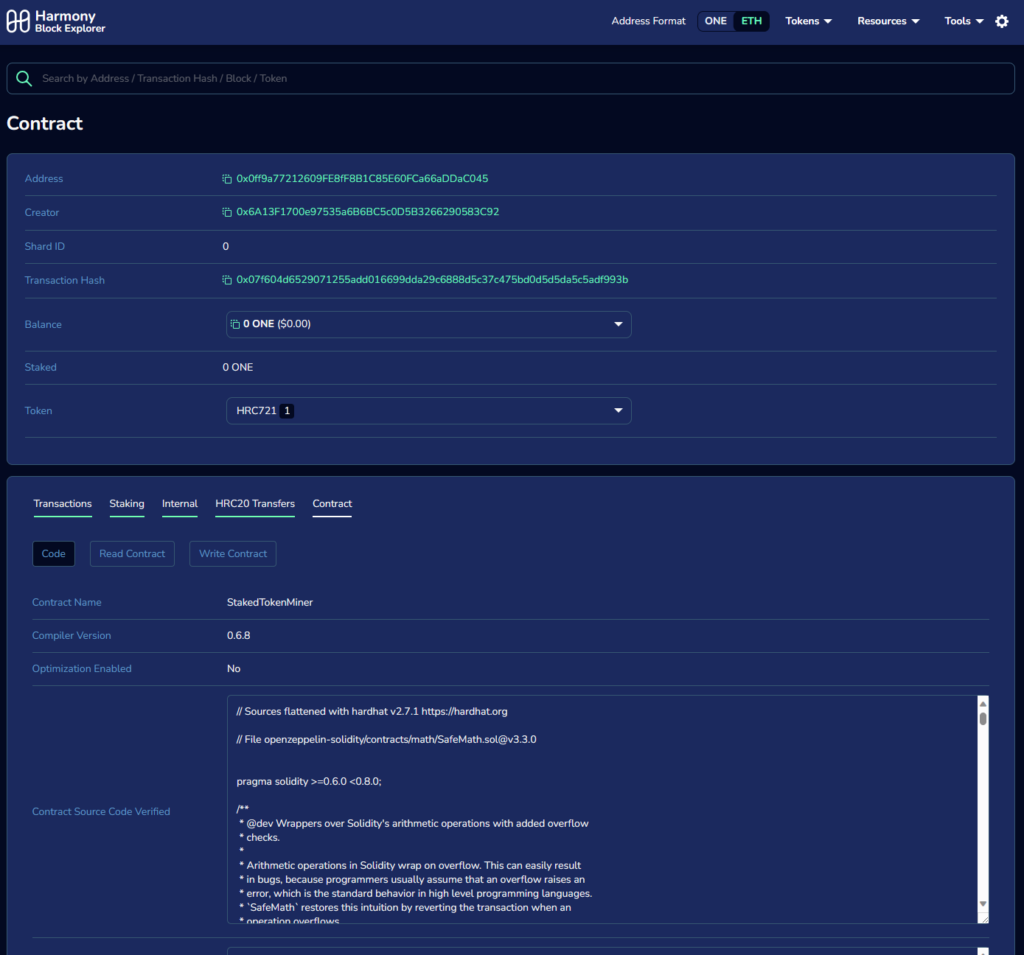 Harmony
Block Explorer
Address Format ONE ETH Tokens Resources Tools
Search by Address / Transaction Hash / Block / Token
Contract
Address 0x0ff9a77212609FE8fF8B1C85E60FCa66aDDaC045
Creator 0x6A13F1700e97535a6B6BC5c0D5B3266290583C92
Shard ID 0
Transaction Hash 0x07f604d6529071255add016699dda29c6888d5c37c475bd0d5d5da5c5adf993b
Balance 0 ONE ($0.00)
Staked 0 ONE
Token HRC721 1
Transactions Staking Internal HRC20 Transfers Contract
Code Read Contract Write Contract
Contract Name StakedTokenMiner
Compiler Version 0.6.8
Optimization Enabled No
// Sources flattened with hardhat v2.7.1 https://hardhat.org
// File openzeppelin-solidity/contracts/math/SafeMath.sol@v3.3.0
pragma solidity >=0.6.0 <0.8.0;
/**
* @dev Wrappers over Solidity's arithmetic operations with added overflow
Contract Source Code Verified * checks.
*
* Arithmetic operations in Solidity wrap on overflow. This can easily result
* in bugs, because programmers usually assume that an overflow raises an
* error, which is the standard behavior in high level programming languages.
* `SafeMath` restores this intuition by reverting the transaction when an
* operation overflows.